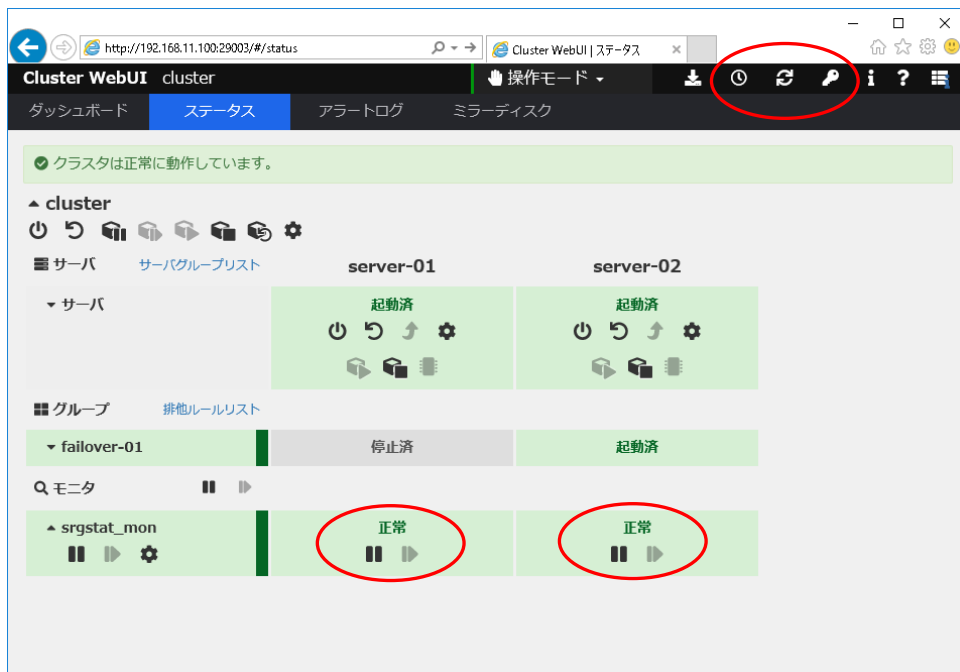 http://192.168.11.100:29003/#/status
Cluster WebUI | ステータス
Cluster WebUI cluster
操作モード
ダッシュボード ステータス アラートログ ミラーディスク
クラスタは正常に動作しています。
cluster
サーバ サーバグループリスト server-01 server-02
サーバ 起動済 起動済
グループ 排他ルールリスト
failover-01 停止済 起動済
モニタ
srgstat_mon 正常 正常